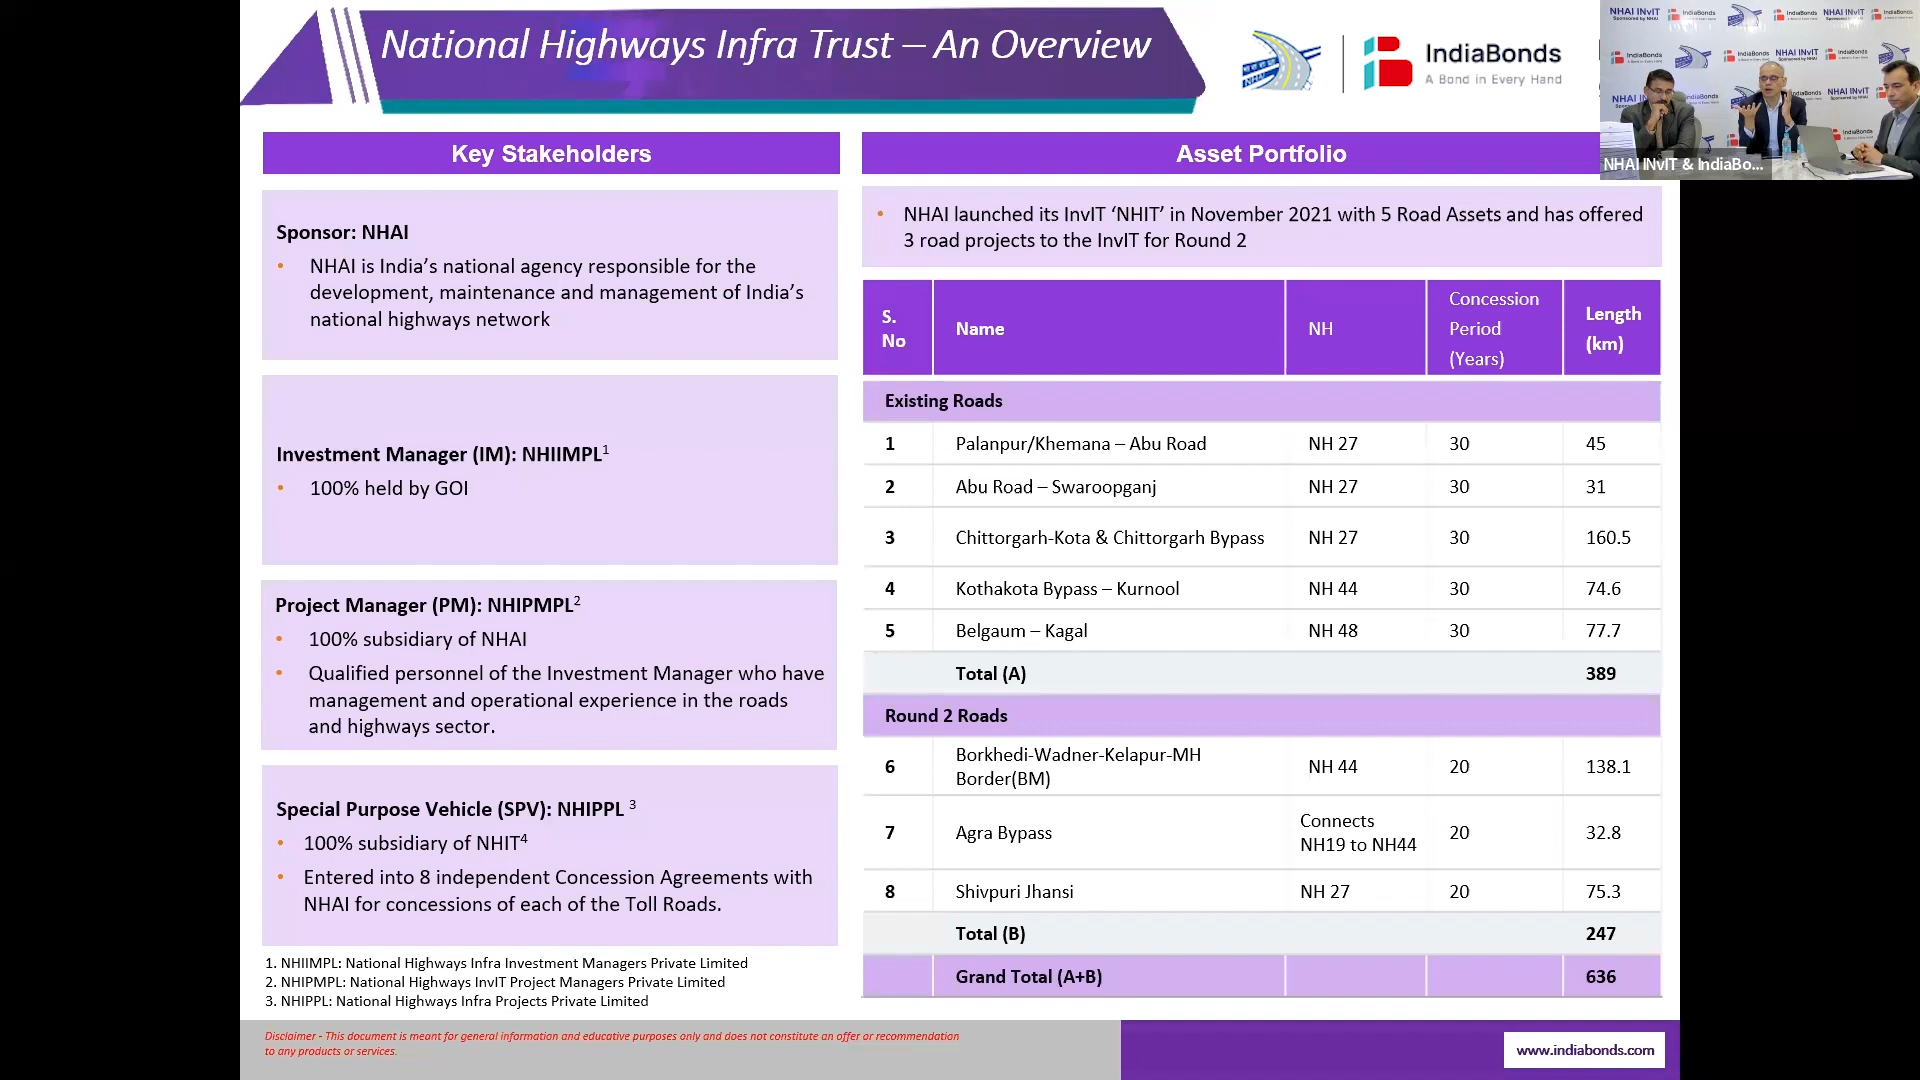 National Highways Infra Trust – An Overview
IndiaBonds
A Bond in Every Hand
NHAI INvIT & IndiaBo...
Key Stakeholders
Sponsor: NHAI
• NHAI is India’s national agency responsible for the
development, maintenance and management of India’s
national highways network
Investment Manager (IM): NHIIMPL1
• 100% held by GOI
Project Manager (PM): NHIPMPL2
• 100% subsidiary of NHAI
• Qualified personnel of the Investment Manager who have
management and operational experience in the roads
and highways sector.
Special Purpose Vehicle (SPV): NHIPPL 3
• 100% subsidiary of NHIT4
• Entered into 8 independent Concession Agreements with
NHAI for concessions of each of the Toll Roads.
1. NHIIMPL: National Highways Infra Investment Managers Private Limited
2. NHIPMPL: National Highways InvIT Project Managers Private Limited
3. NHIPPL: National Highways Infra Projects Private Limited
Asset Portfolio
• NHAI launched its InvIT ‘NHIT’ in November 2021 with 5 Road Assets and has offered
3 road projects to the InvIT for Round 2
S. No Name NH Concession Period (Years) Length (km)
Existing Roads
1 Palanpur/Khemana – Abu Road NH 27 30 45
2 Abu Road – Swaroopganj NH 27 30 31
3 Chittorgarh-Kota & Chittorgarh Bypass NH 27 30 160.5
4 Kothakota Bypass – Kurnool NH 44 30 74.6
5 Belgaum – Kagal NH 48 30 77.7
Total (A) 389
Round 2 Roads
6 Borkhedi-Wadner-Kelapur-MH Border(BM) NH 44 20 138.1
7 Agra Bypass Connects NH19 to NH44 20 32.8
8 Shivpuri Jhansi NH 27 20 75.3
Total (B) 247
Grand Total (A+B) 636
Disclaimer - This document is meant for general information and educative purposes only and does not constitute an offer or recommendation
to any products or services.
www.indiabonds.com